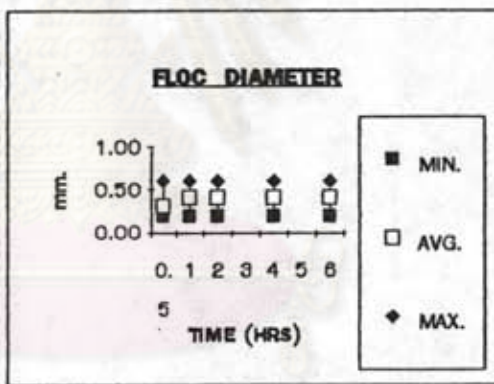 FLOC DIAMETER
1.00
0.50
0.00
mm.
0. 1 2 3 4 5 6
5
TIME (HRS)
MIN.
AVG.
MAX.